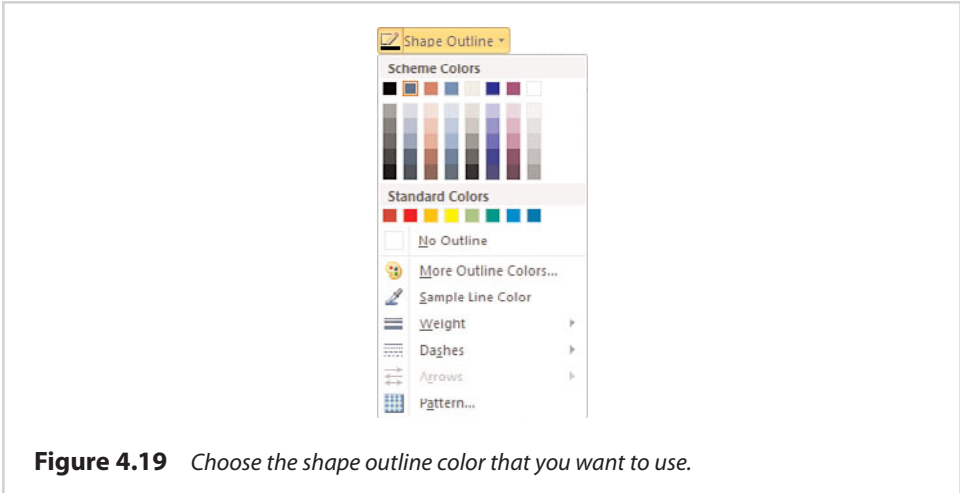 Shape Outline
Scheme Colors
Standard Colors
No Outline
More Outline Colors...
Sample Line Color
Weight
Dashes
Arrows
Pattern...
Figure 4.19 Choose the shape outline color that you want to use.